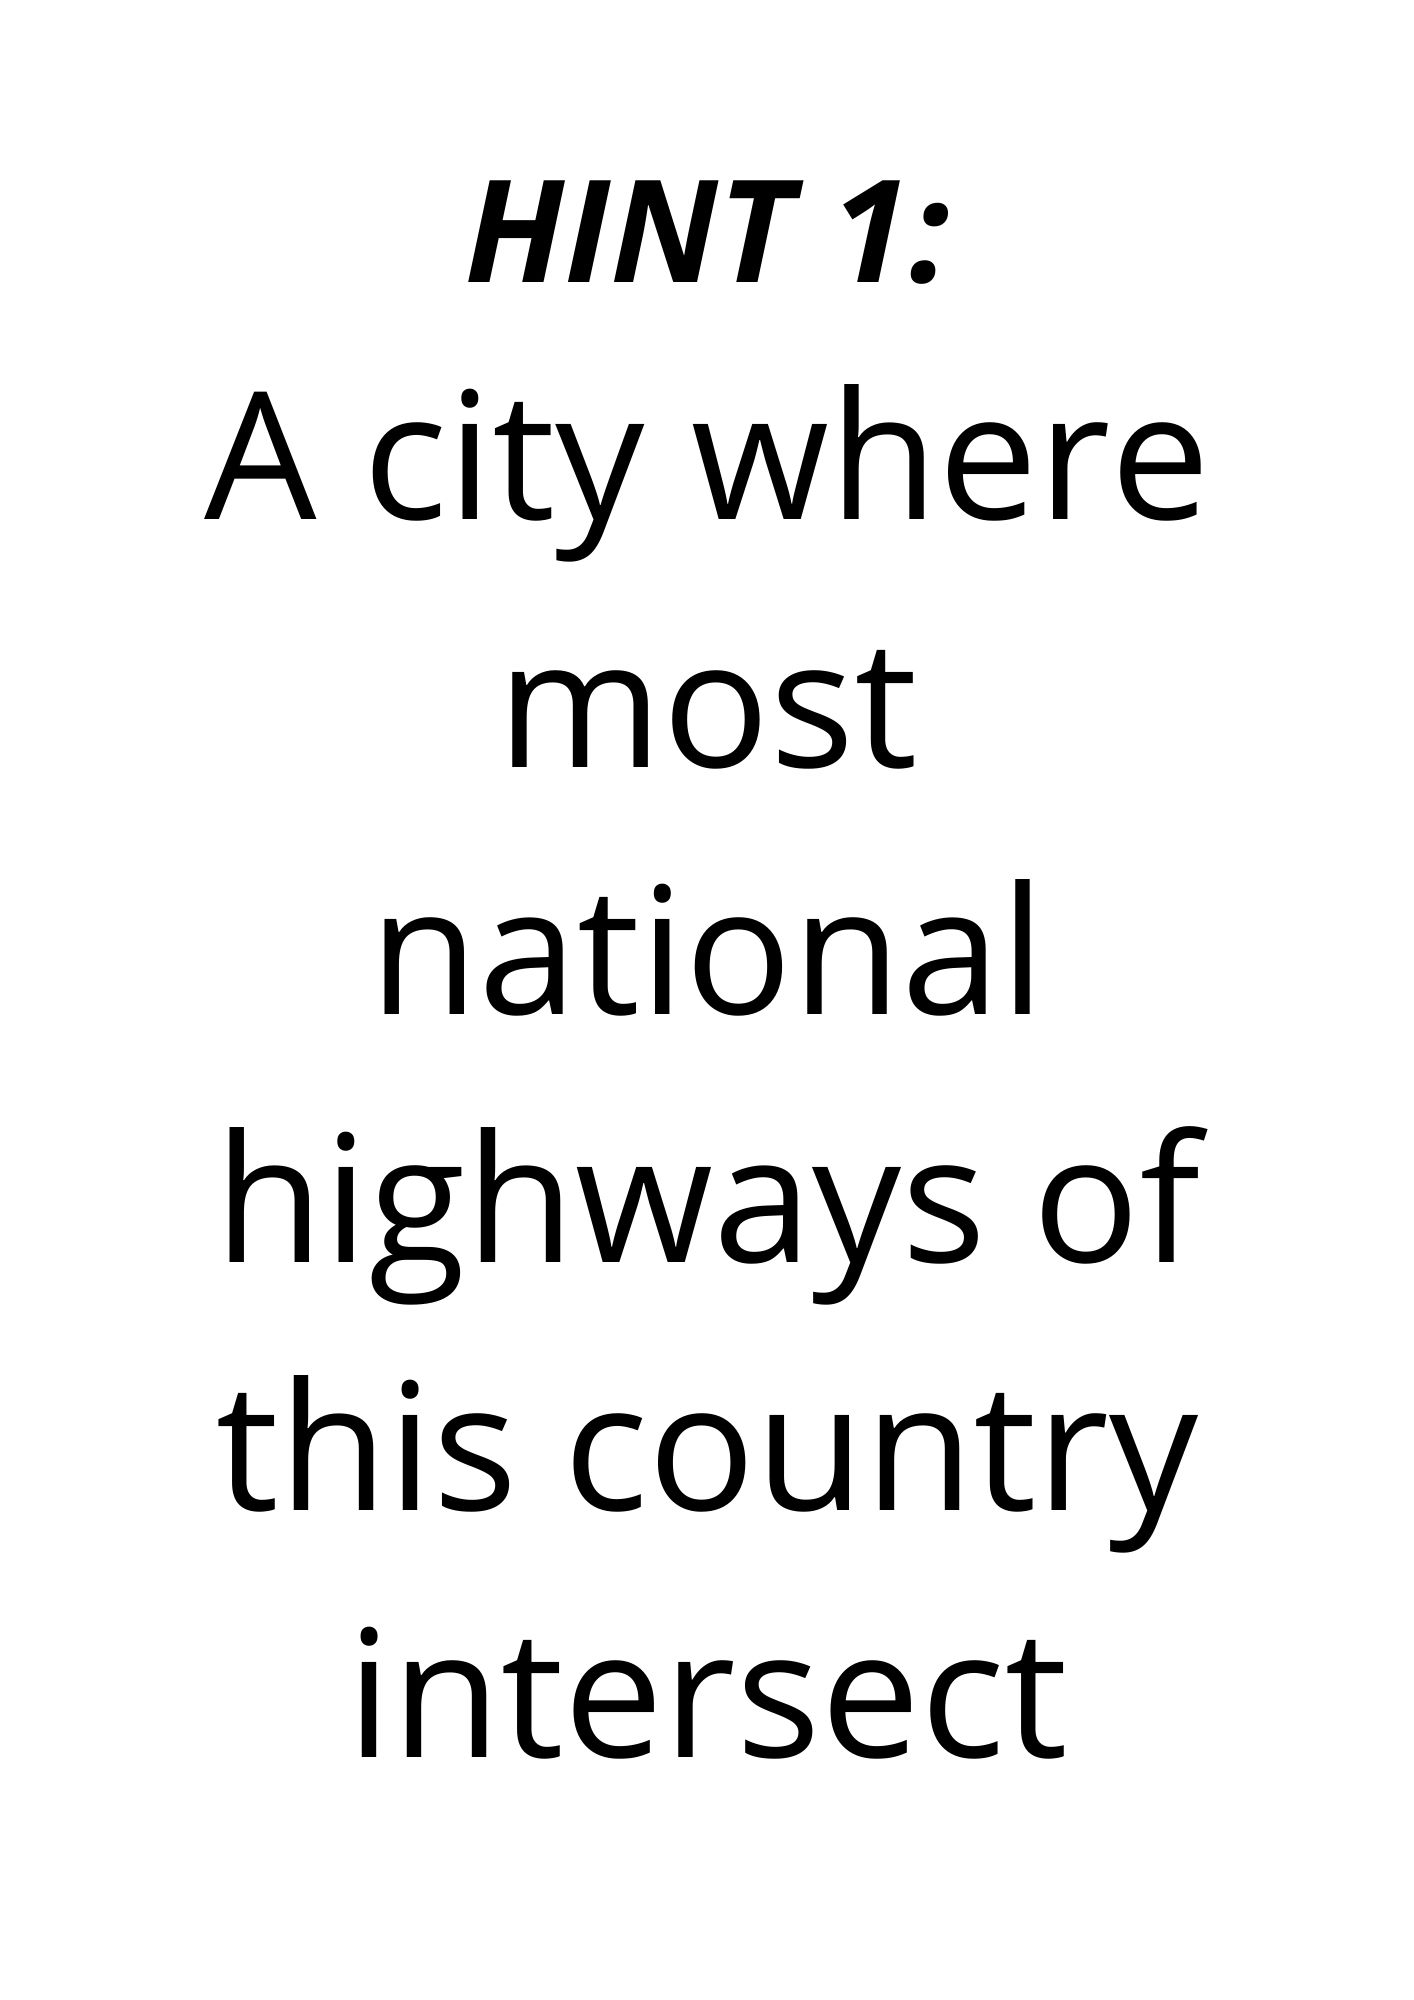 HINT 1:
A city where
most
national
highways of
this country
intersect